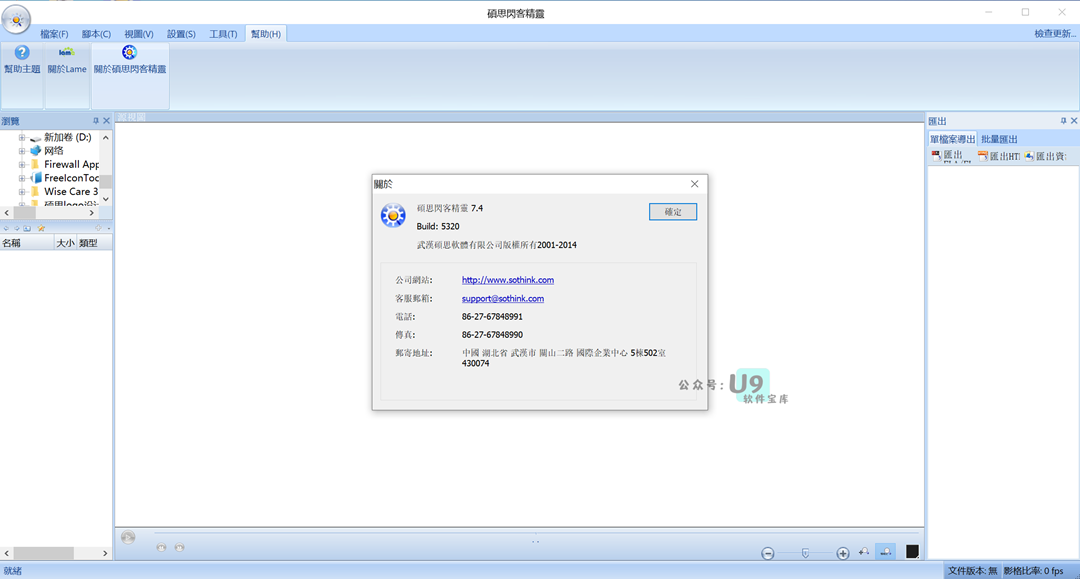 碩思閃客精靈
檔案(F) 腳本(C) 視圖(V) 設置(S) 工具(T) 幫助(H) 檢查更新...
幫助主題 關於Lame 關於碩思閃客精靈
瀏覽
新加卷 (D:)
网络
Firewall App
FreeIconToo
Wise Care 3
硕思logo设计
名稱 大小 類型
匯出
單檔案導出 批量匯出
匯出 匯出HT 匯出資
關於
碩思閃客精靈 7.4
確定
Build: 5320
武漢碩思軟體有限公司版權所有2001-2014
公司網站: http://www.sothink.com
客服郵箱: support@sothink.com
電話: 86-27-67848991
傳真: 86-27-67848990
郵寄地址: 中國 湖北省 武漢市 關山二路 國際企業中心 5棟502室
430074
公众号: U9
软件宝库
就緒
文件版本: 無 影格比率: 0 fps